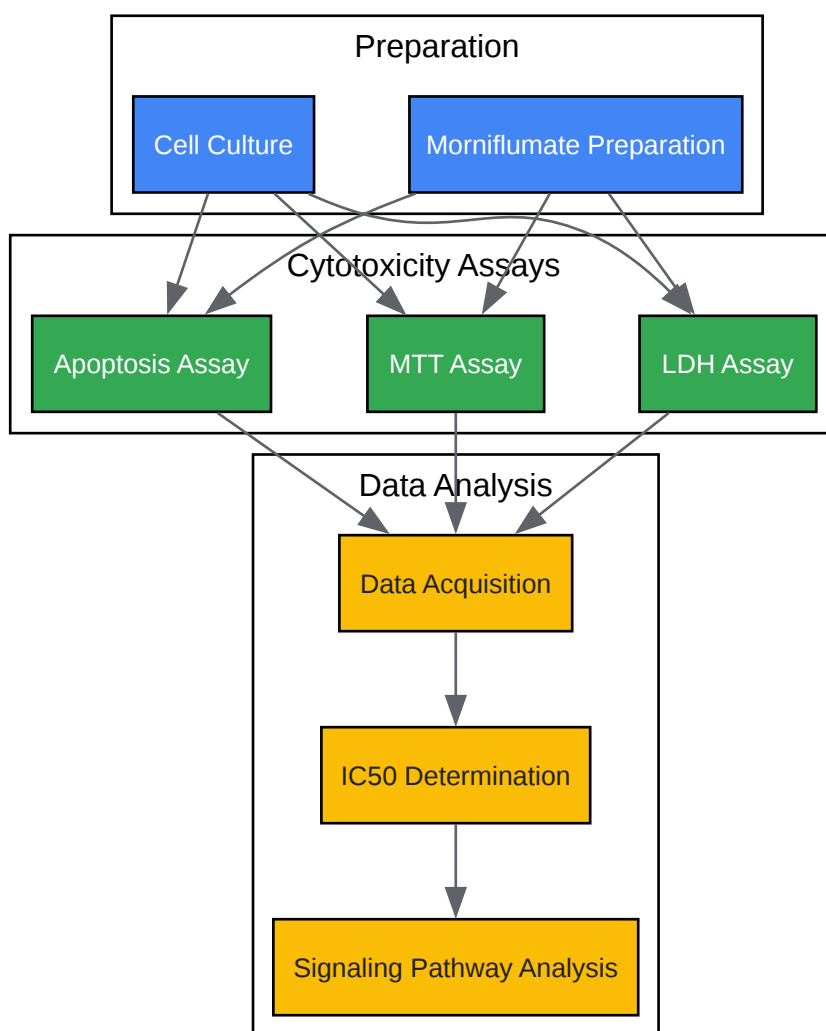 Preparation
Cell Culture
Morniflumate Preparation
Cytotoxicity Assays
Apoptosis Assay
MTT Assay
LDH Assay
Data Analysis
Data Acquisition
IC50 Determination
Signaling Pathway Analysis